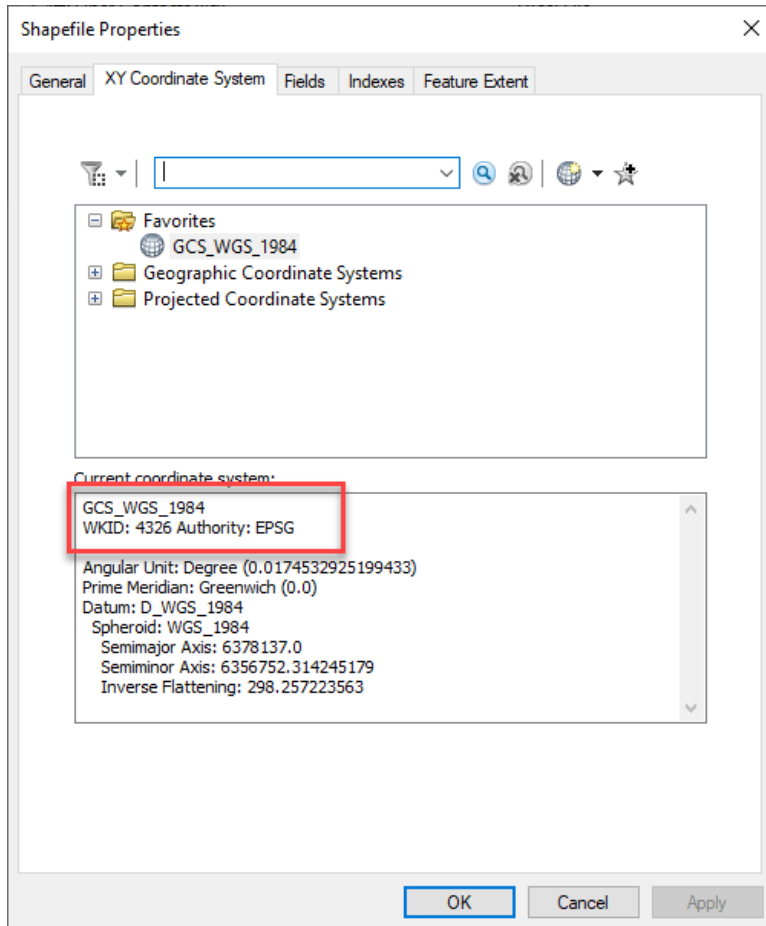 Shapefile Properties
General XY Coordinate System Fields Indexes Feature Extent
Favorites
GCS_WGS_1984
Geographic Coordinate Systems
Projected Coordinate Systems
Current coordinate system:
GCS_WGS_1984
WKID: 4326 Authority: EPSG
Angular Unit: Degree (0.0174532925199433)
Prime Meridian: Greenwich (0.0)
Datum: D_WGS_1984
Spheroid: WGS_1984
Semimajor Axis: 6378137.0
Semiminor Axis: 6356752.314245179
Inverse Flattening: 298.257223563
OK Cancel Apply